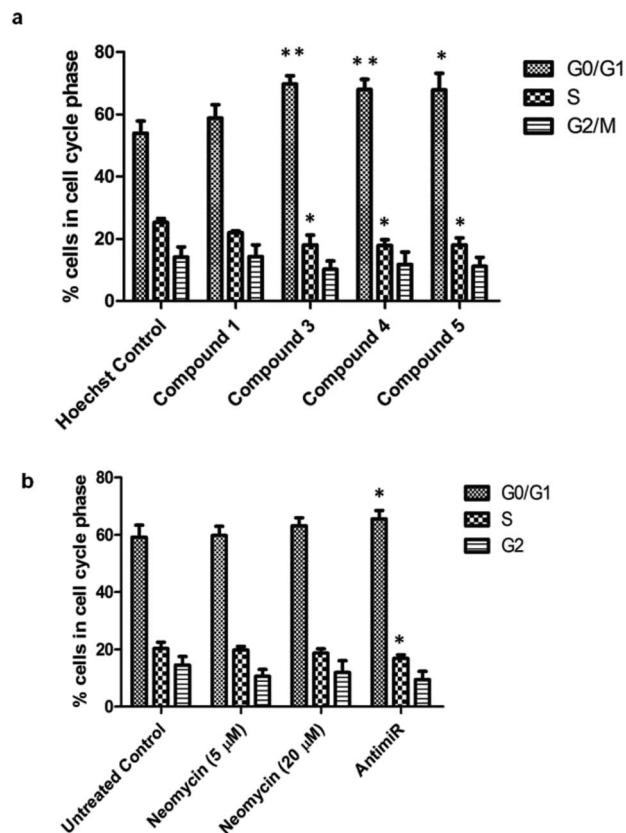 a
% cells in cell cycle phase
80
60
40
20
0
** ** *
* * *
G0/G1
S
G2/M
Hoechst Control
Compound 1
Compound 3
Compound 4
Compound 5
b
% cells in cell cycle phase
80
60
40
20
0
*
*
G0/G1
S
G2
Untreated Control
Neomycin (5 μM)
Neomycin (20 μM)
AntimiR